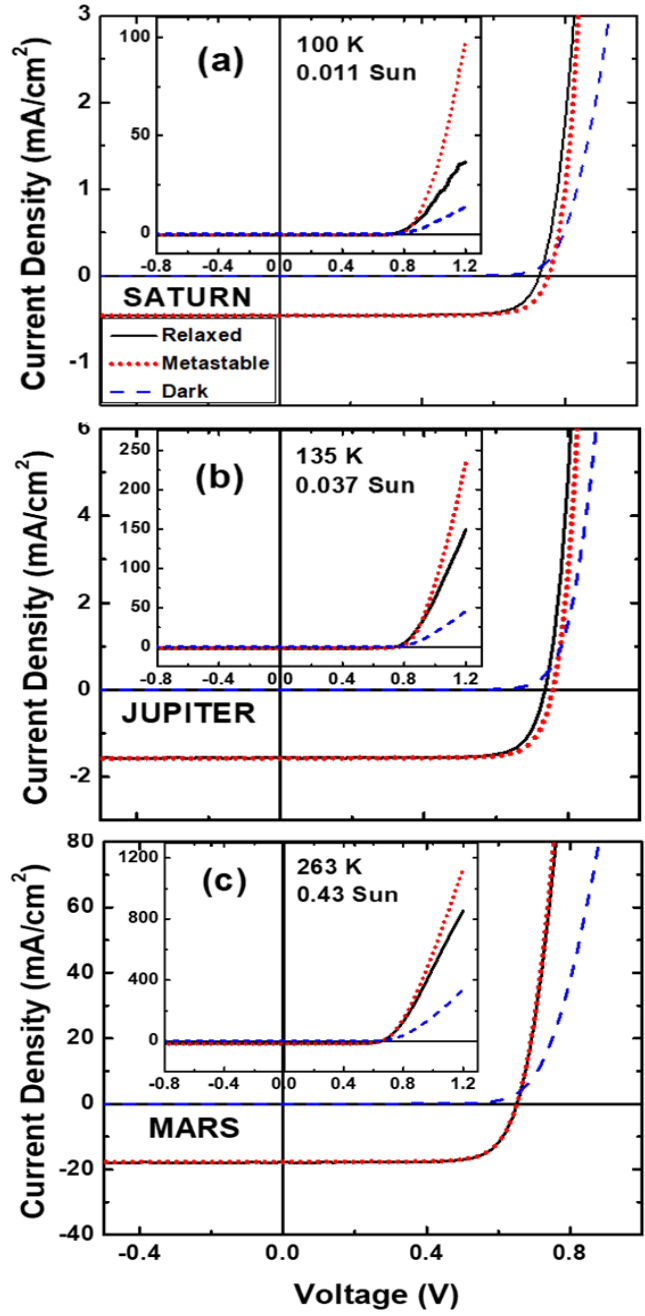 3
2
1
0
-1
Current Density (mA/cm²)
100
50
0
-0.8 -0.4 0.0 0.4 0.8 1.2
(a)
100 K
0.011 Sun
SATURN
Relaxed
Metastable
Dark
6
4
2
0
-2
Current Density (mA/cm²)
250
200
150
100
50
0
-0.8 -0.4 0.0 0.4 0.8 1.2
(b)
135 K
0.037 Sun
JUPITER
80
60
40
20
0
-20
-40
Current Density (mA/cm²)
1200
800
400
0
-0.8 -0.4 0.0 0.4 0.8 1.2
(c)
263 K
0.43 Sun
MARS
-0.4 0.0 0.4 0.8
Voltage (V)